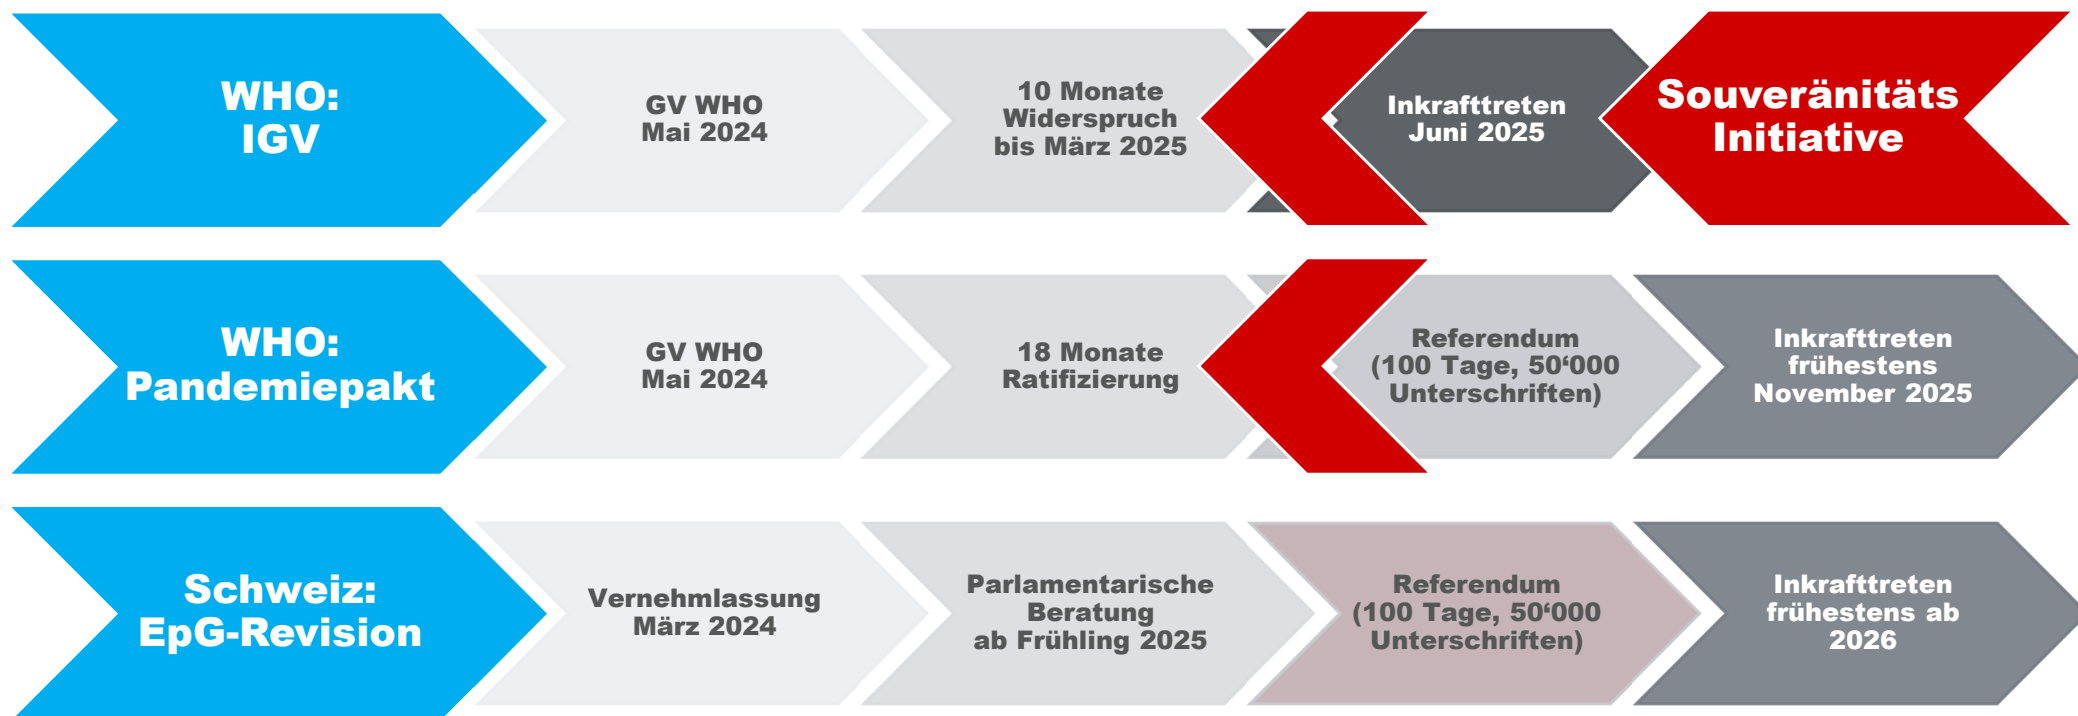 WHO:
IGV
GV WHO
Mai 2024
10 Monate
Widerspruch
bis März 2025
Inkrafttreten
Juni 2025
Souveränitäts
Initiative
WHO:
Pandemiepakt
GV WHO
Mai 2024
18 Monate
Ratifizierung
Referendum
(100 Tage, 50‘000
Unterschriften)
Inkrafttreten
frühestens
November 2025
Schweiz:
EpG-Revision
Vernehmlassung
März 2024
Parlamentarische
Beratung
ab Frühling 2025
Referendum
(100 Tage, 50‘000
Unterschriften)
Inkrafttreten
frühestens ab
2026